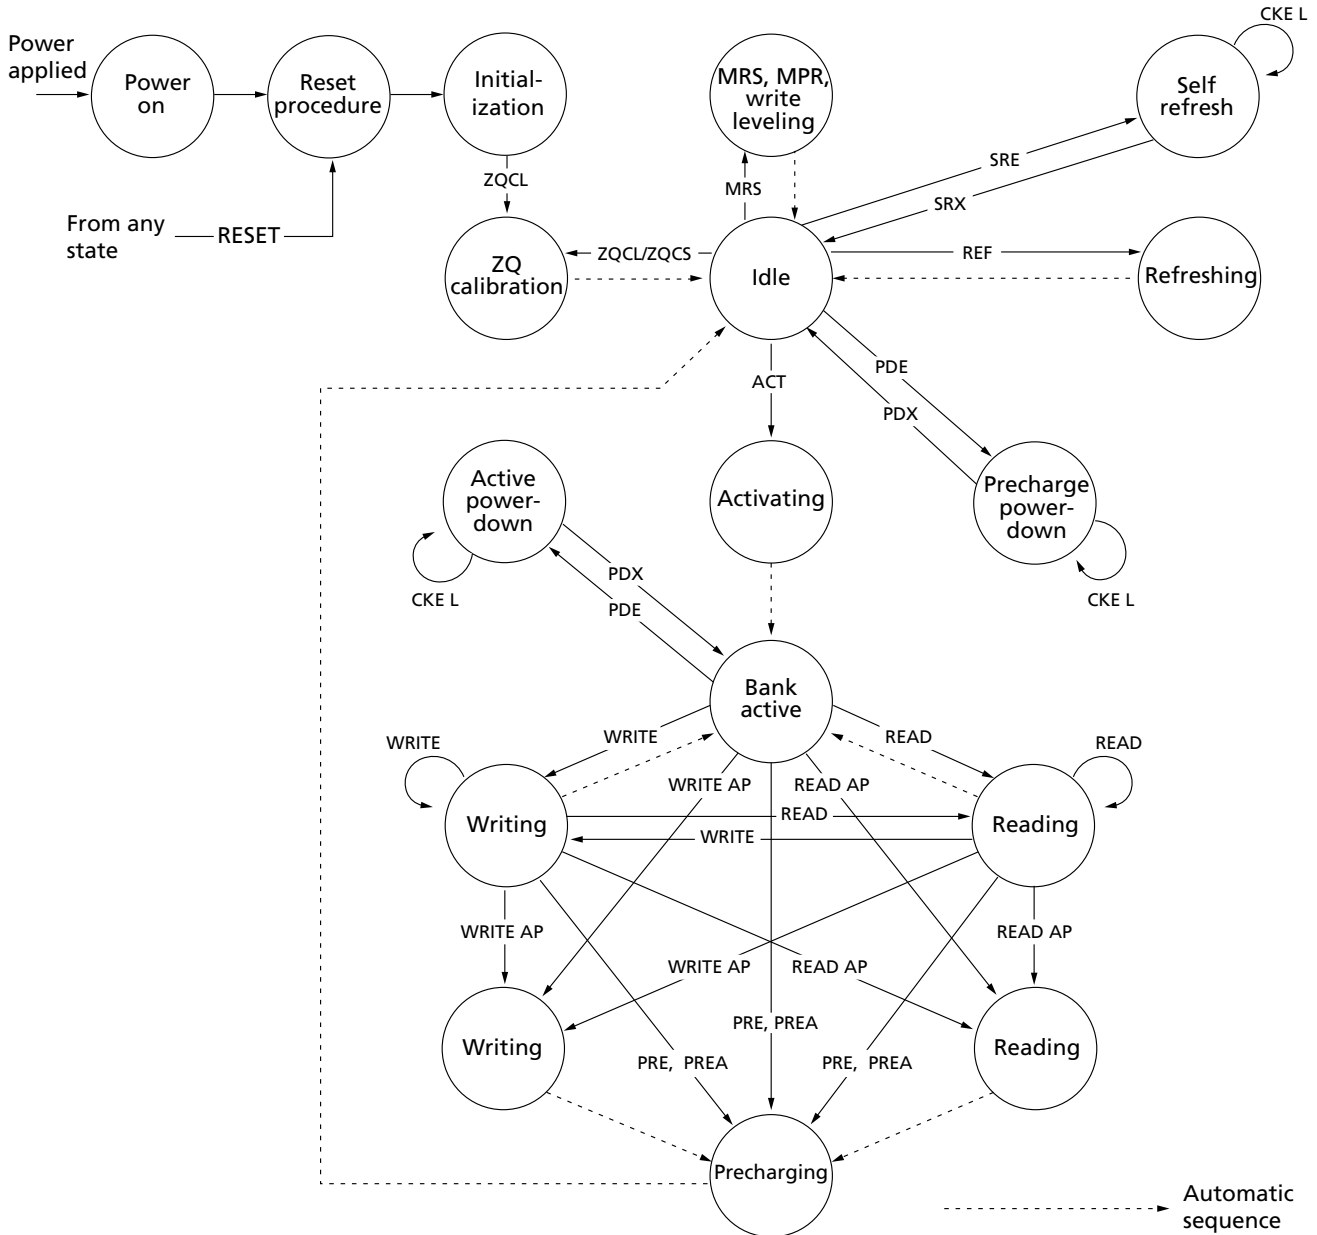 CKE L
Power
applied
Power
on
Reset
procedure
Initial-
ization
MRS, MPR,
write
leveling
Self
refresh
SRE
ZQCL
MRS
SRX
From any
state
RESET
ZQ
calibration
ZQCL/ZQCS
Idle
REF
Refreshing
PDE
ACT
PDX
Active
power-
down
Activating
Precharge
power-
down
PDX
CKE L
PDE
CKE L
Bank
active
WRITE
WRITE
READ
READ
WRITE AP
READ AP
Writing
READ
Reading
WRITE
WRITE AP
READ AP
WRITE AP
READ AP
PRE, PREA
Writing
Reading
PRE, PREA
PRE, PREA
Precharging
Automatic
sequence